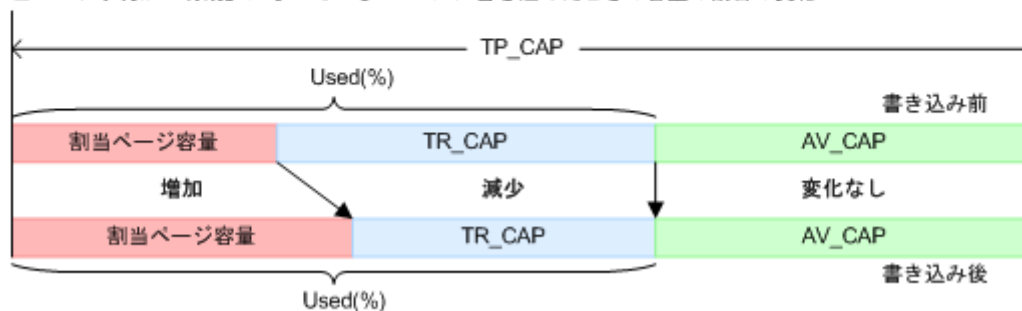 TP_CAP
Used(%)
書き込み前
割当ページ容量 TR_CAP AV_CAP
増加 減少 変化なし
割当ページ容量 TR_CAP AV_CAP
書き込み後
Used(%)